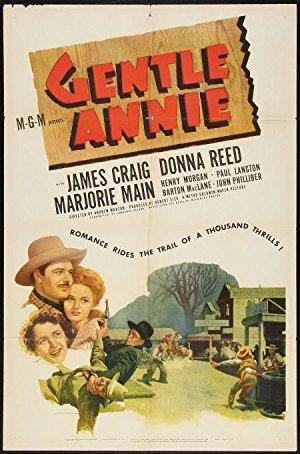 GENTLE
ANNIE
M-G-M presents
with JAMES CRAIG DONNA REED
MARJORIE MAIN HENRY MORGAN · PAUL LANGTON
BARTON MacLANE · JOHN PHILLIBER
DIRECTED BY ANDREW MARTON · PRODUCED BY ROBERT SISK · A METRO-GOLDWYN-MAYER PICTURE
ROMANCE RIDES THE TRAIL OF A THOUSAND THRILLS!